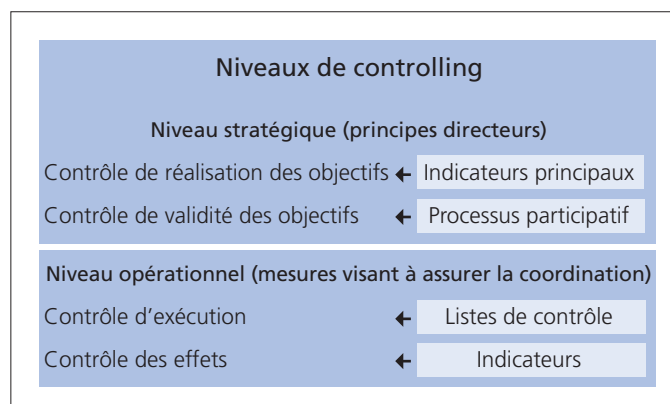 Niveaux de controlling
Niveau stratégique (principes directeurs)
Contrôle de réalisation des objectifs ← Indicateurs principaux
Contrôle de validité des objectifs ← Processus participatif
Niveau opérationnel (mesures visant à assurer la coordination)
Contrôle d'exécution ← Listes de contrôle
Contrôle des effets ← Indicateurs